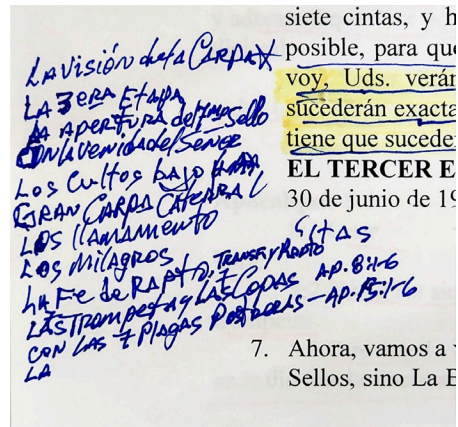 La Visión de la Carpa
La 3era Etapa
La Apertura del Sello
Con la Venida del Señor
Los Cultos bajo una
Gran Carpa Catedral
Los llamamiento
Los Milagros Citas
La Fe de Rapto, Transf y Rapto
Las Trompeta y las Copas Ap. 8:1-6
con las 7 Plagas Postreras - Ap. 15:1-6
La
siete cintas, y h
posible, para que
voy, Uds. verán
sucederán exacta
tiene que suceder
EL TERCER E
30 de junio de 19
7. Ahora, vamos a v
Sellos, sino La E